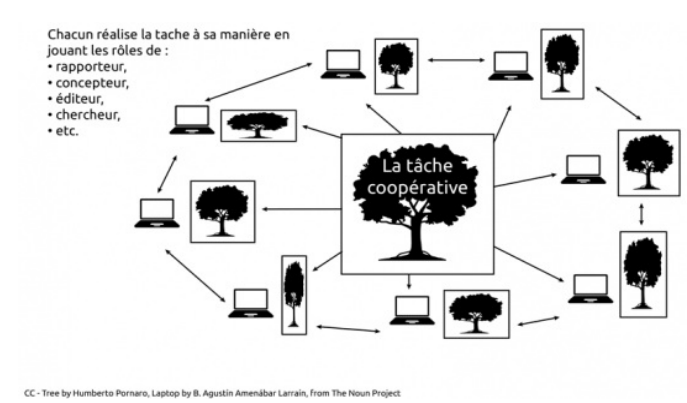 Chacun réalise la tache à sa manière en
jouant les rôles de :
• rapporteur,
• concepteur,
• éditeur,
• chercheur,
• etc.
La tâche
coopérative
CC - Tree by Humberto Pornaro, Laptop by B. Agustín Amenábar Larraín, from The Noun Project